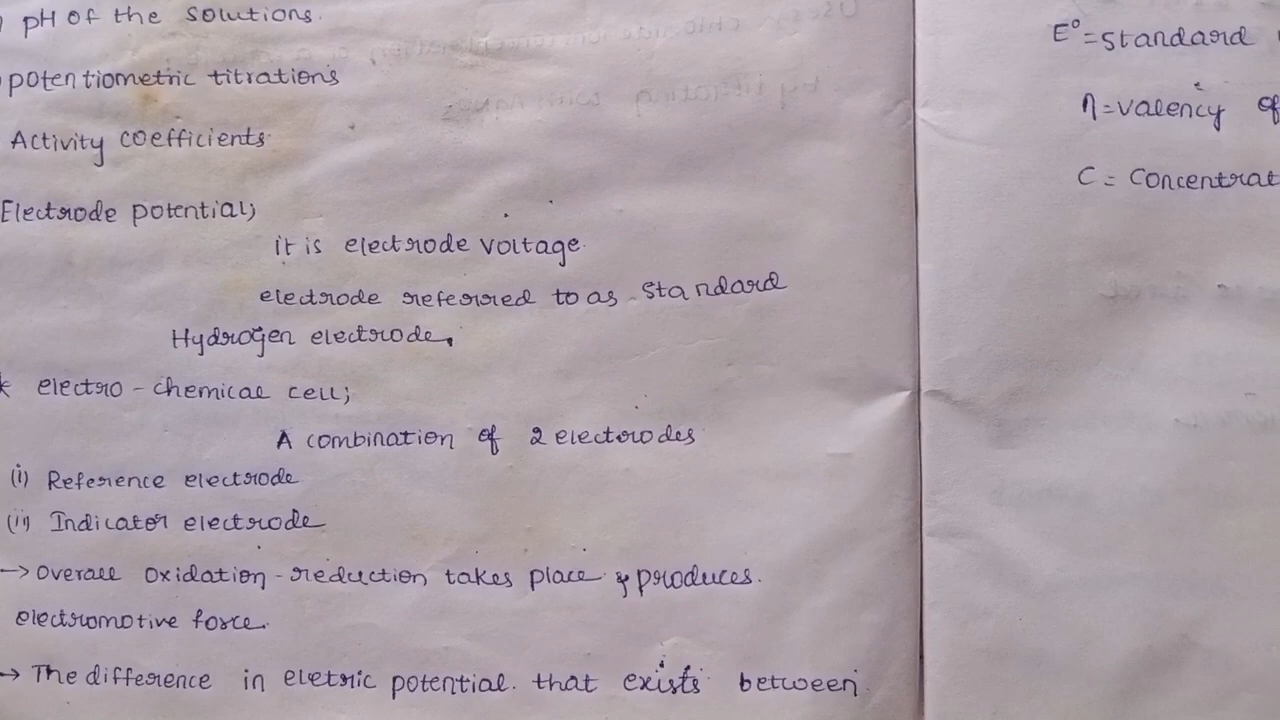 pH of the solutions.
potentiometric titrations
Activity coefficients
Electrode potential;
it is electrode voltage.
electrode referred to as standard
Hydrogen electrode.
electro - chemical cell;
A combination of 2 electrodes
(i) Reference electrode
(ii) Indicator electrode
→ Overall oxidation - reduction takes place & produces.
electromotive force.
→ The difference in eletric potential. that exists between
E° = standard
η = valency of
C = Concentrat